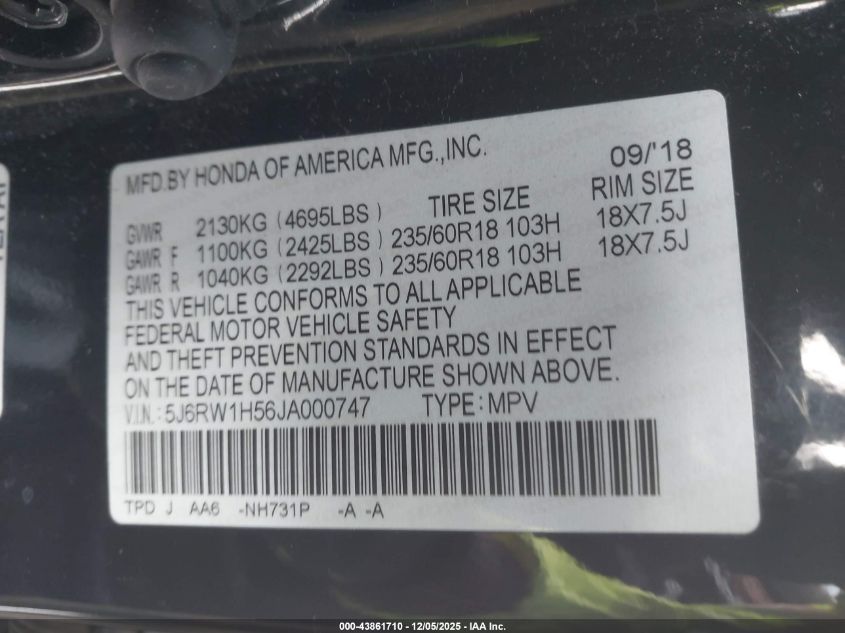 MFD.BY HONDA OF AMERICA MFG.,INC. 09/'18
TIRE SIZE RIM SIZE
GVWR 2130KG (4695LBS)
GAWR F 1100KG (2425LBS) 235/60R18 103H 18X7.5J
GAWR R 1040KG (2292LBS) 235/60R18 103H 18X7.5J
THIS VEHICLE CONFORMS TO ALL APPLICABLE
FEDERAL MOTOR VEHICLE SAFETY
AND THEFT PREVENTION STANDARDS IN EFFECT
ON THE DATE OF MANUFACTURE SHOWN ABOVE.
V.I.N.: 5J6RW1H56JA000747 TYPE: MPV
TPD J AA6 -NH731P -A -A
000-43861710 - 12/05/2025 - IAA Inc.